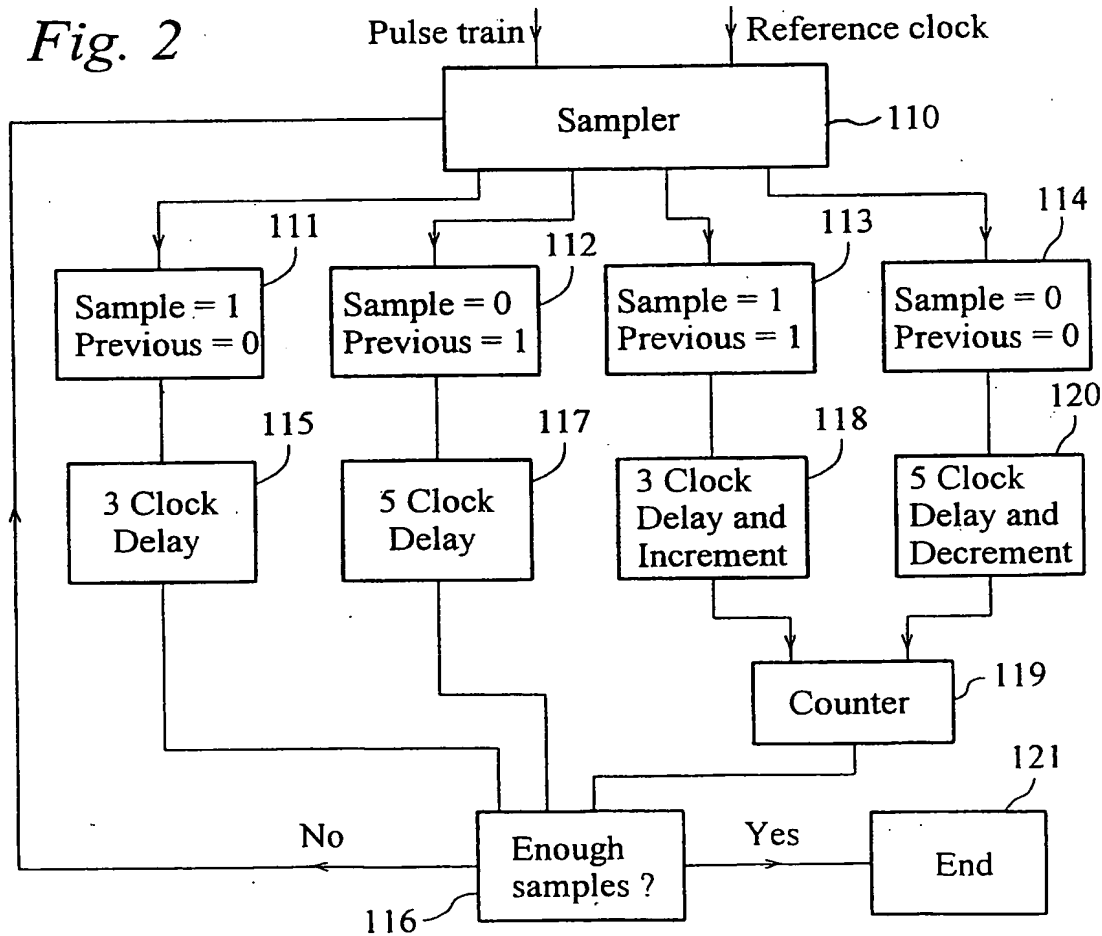 Fig. 2
Pulse train
Reference clock
Sampler
110
111
112
113
114
Sample = 1
Previous = 0
Sample = 0
Previous = 1
Sample = 1
Previous = 1
Sample = 0
Previous = 0
115
117
118
120
3 Clock
Delay
5 Clock
Delay
3 Clock
Delay and
Increment
5 Clock
Delay and
Decrement
Counter
119
121
No
Enough
samples ?
Yes
End
116